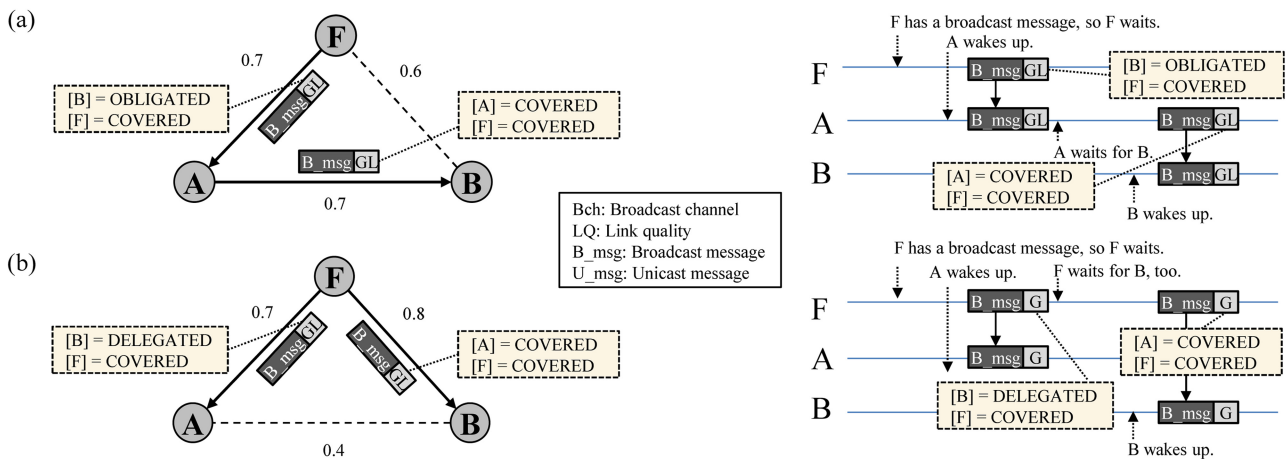 (a)
F
0.7
0.6
[B] = OBLIGATED
[F] = COVERED
B_msg GL
[A] = COVERED
[F] = COVERED
B_msg GL
A
B
0.7
F has a broadcast message, so F waits.
A wakes up.
F
B_msg GL
[B] = OBLIGATED
[F] = COVERED
A
B_msg GL
B_msg GL
A waits for B.
B
[A] = COVERED
[F] = COVERED
B_msg GL
B wakes up.
Bch: Broadcast channel
LQ: Link quality
B_msg: Broadcast message
U_msg: Unicast message
(b)
F
0.7
0.8
[B] = DELEGATED
[F] = COVERED
B_msg GL
B_msg GL
[A] = COVERED
[F] = COVERED
A
B
0.4
F has a broadcast message, so F waits.
A wakes up.
F waits for B, too.
F
B_msg G
B_msg G
A
B_msg G
[A] = COVERED
[F] = COVERED
B
[B] = DELEGATED
[F] = COVERED
B_msg G
B wakes up.